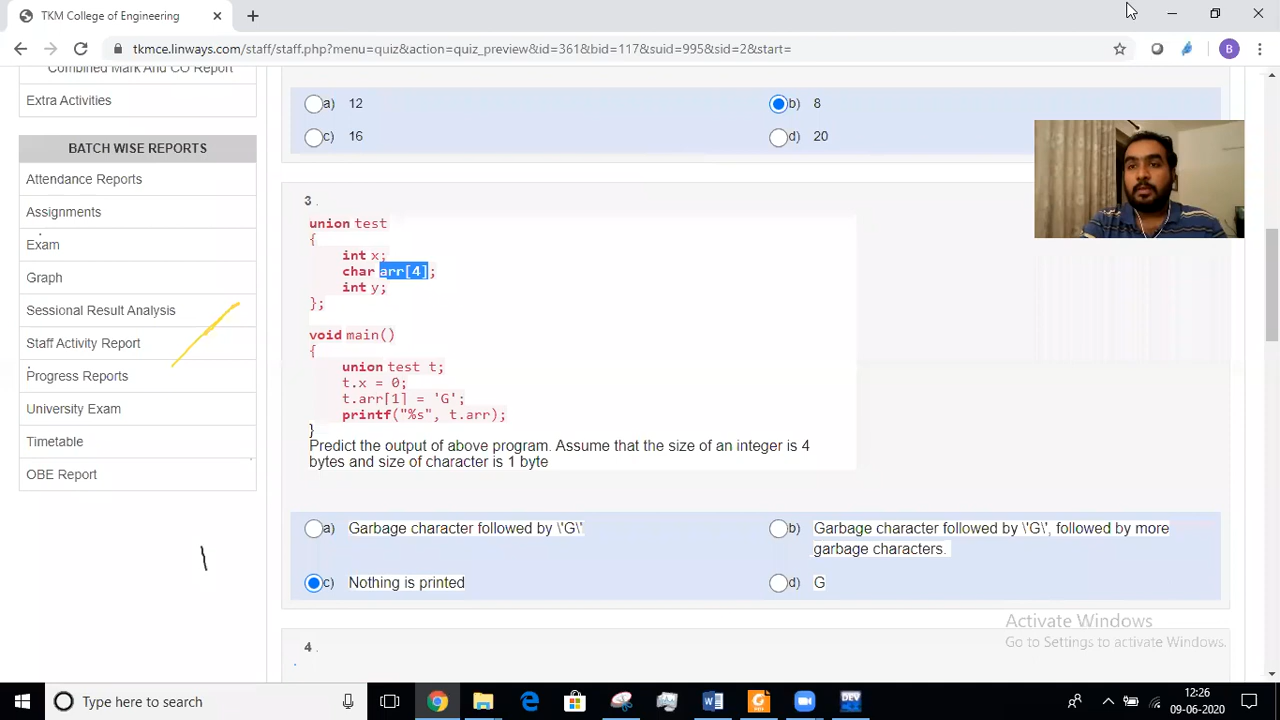 TKM College of Engineering
tkmce.linways.com/staff/staff.php?menu=quiz&action=quiz_preview&id=361&tbid=117&suid=995&sid=2&start=
B
Combined Mark And CO Report
Extra Activities
BATCH WISE REPORTS
Attendance Reports
Assignments
Exam
Graph
Sessional Result Analysis
Staff Activity Report
Progress Reports
University Exam
Timetable
OBE Report
a) 12
b) 8
c) 16
d) 20
3 .
union test
{
int x;
char arr[4];
int y;
};
void main()
{
union test t;
t.x = 0;
t.arr[1] = 'G';
printf("%s", t.arr);
}
Predict the output of above program. Assume that the size of an integer is 4
bytes and size of character is 1 byte
a) Garbage character followed by \'G\'
b) Garbage character followed by \'G\', followed by more
garbage characters.
c) Nothing is printed
d) G
4 .
Activate Windows
Go to Settings to activate Windows.
Type here to search
DEV
12:26
09-06-2020